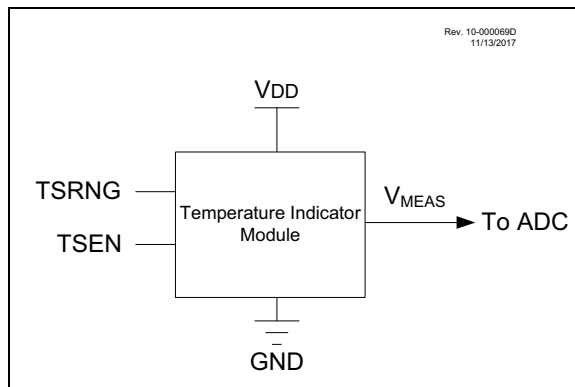 Rev. 10-000069D
11/13/2017
VDD
TSRNG
TSEN
Temperature Indicator
Module
VMEAS
To ADC
GND